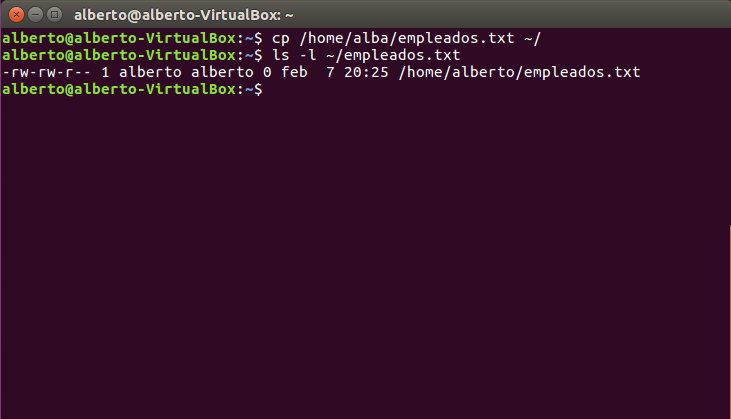 alberto@alberto-VirtualBox: ~
alberto@alberto-VirtualBox:~$ cp /home/alba/empleados.txt ~/
alberto@alberto-VirtualBox:~$ ls -l ~/empleados.txt
-rw-rw-r-- 1 alberto alberto 0 feb  7 20:25 /home/alberto/empleados.txt
alberto@alberto-VirtualBox:~$